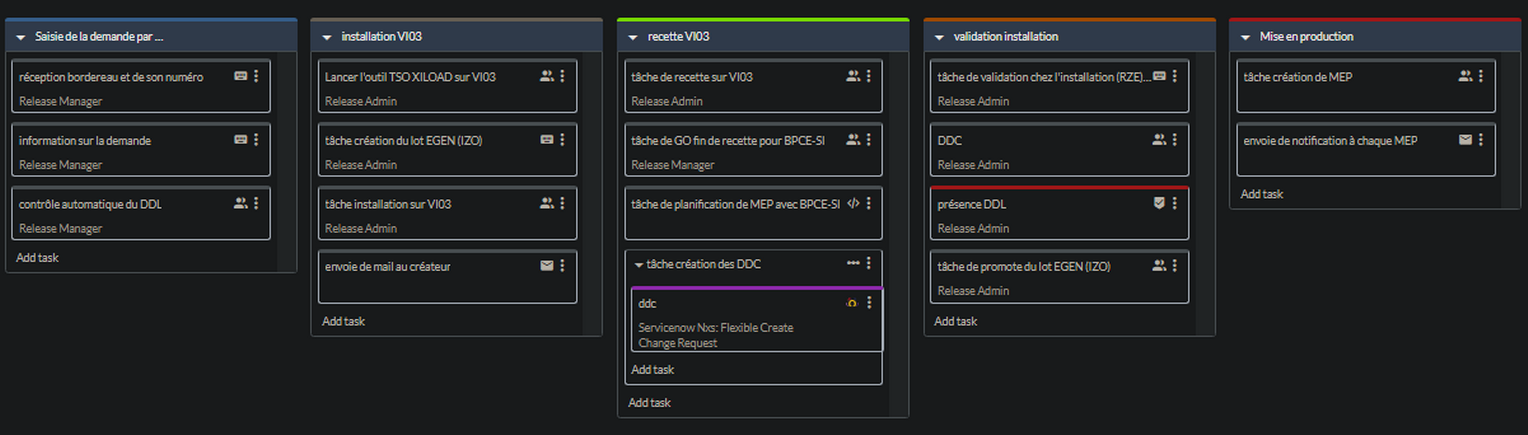 Saisie de la demande par ...
réception bordereau et de son numéro
Release Manager
information sur la demande
Release Manager
contrôle automatique du DDL
Release Manager
Add task
installation VI03
Lancer l'outil TSO XILOAD sur VI03
Release Admin
tâche création du lot EGEN (IZO)
Release Admin
tâche installation sur VI03
Release Admin
envoie de mail au créateur
Add task
recette VI03
tâche de recette sur VI03
Release Admin
tâche de GO fin de recette pour BPCE-SI
Release Manager
tâche de planification de MEP avec BPCE-SI
tâche création des DDC
ddc
Servicenow Nxs: Flexible Create
Change Request
Add task
Add task
validation installation
tâche de validation chez l'installation (RZE)...
Release Admin
DDC
Release Admin
présence DDL
Release Admin
tâche de promote du lot EGEN (IZO)
Release Admin
Add task
Mise en production
tâche création de MEP
envoie de notification à chaque MEP
Add task